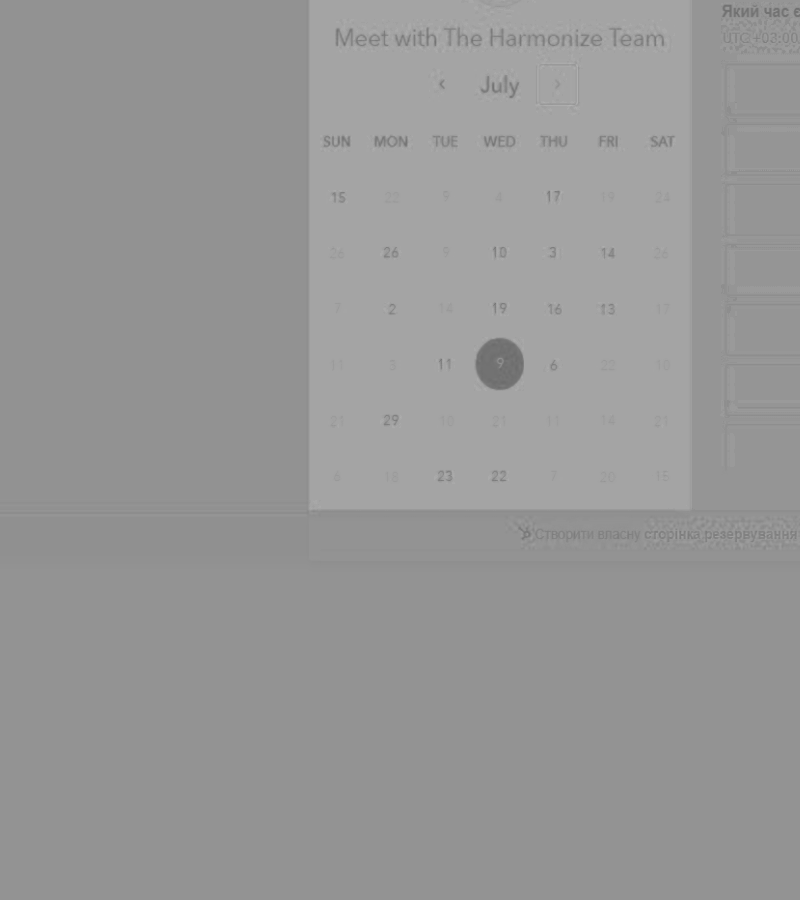 Meet with The Harmonize Team
Який час є
UTC +03:00
‹ July ›
SUN MON TUE WED THU FRI SAT
15 22 9 4 17 19 24
26 26 9 10 3 14 26
7 2 14 19 16 13 17
11 5 11 9 6 22 10
21 29 10 21 11 14 21
6 18 23 22 7 20 15
Створити власну сторінка резервування